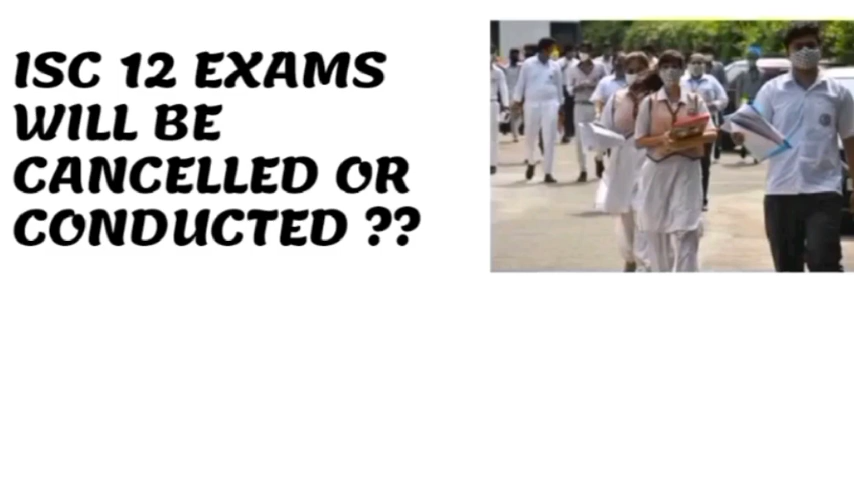 ISC 12 EXAMS
WILL BE
CANCELLED OR
CONDUCTED ??